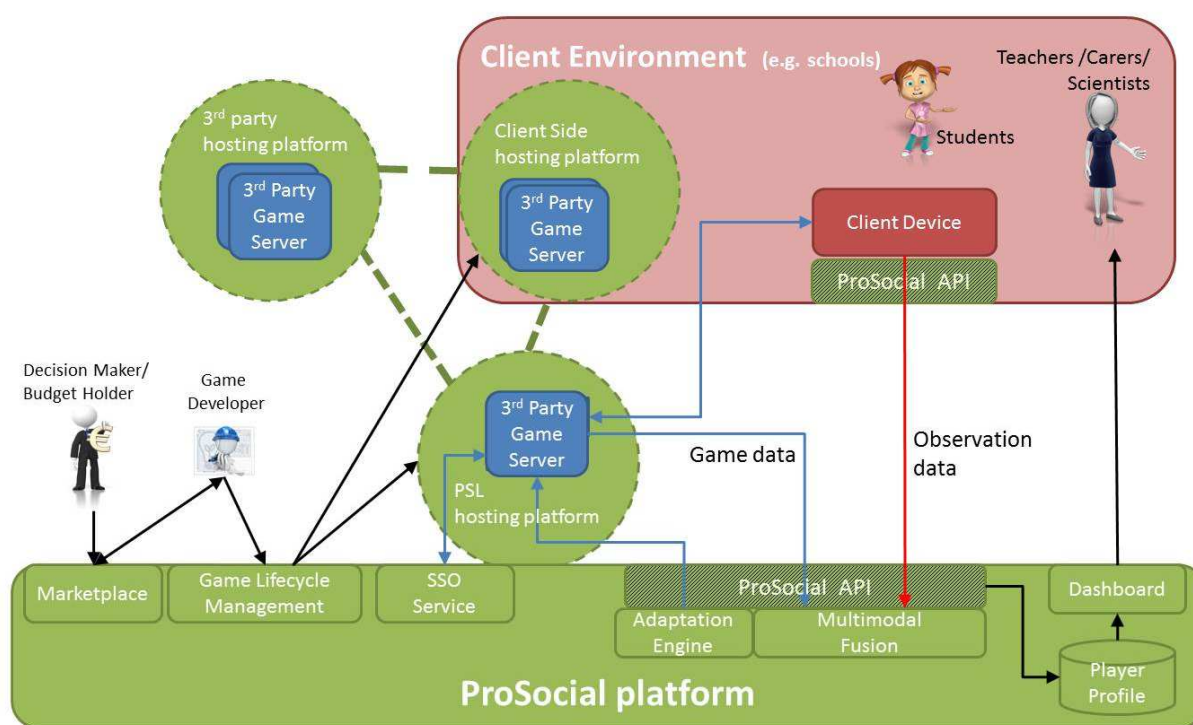 Client Environment (e.g. schools)
Teachers /Carers/
Scientists
Students
3rd party
hosting platform
3rd Party
Game
Server
Client Side
hosting platform
3rd Party
Game
Server
Client Device
ProSocial API
Decision Maker/
Budget Holder
Game
Developer
3rd Party
Game
Server
PSL
hosting platform
Game data
Observation
data
Marketplace
Game Lifecycle
Management
SSO
Service
ProSocial API
Adaptation
Engine
Multimodal
Fusion
Dashboard
Player
Profile
ProSocial platform